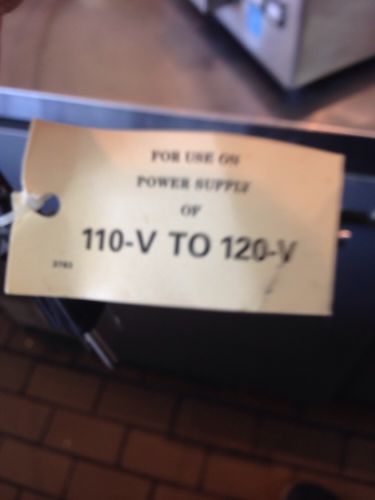 FOR USE ON
POWER SUPPLY
OF
110-V TO 120-V